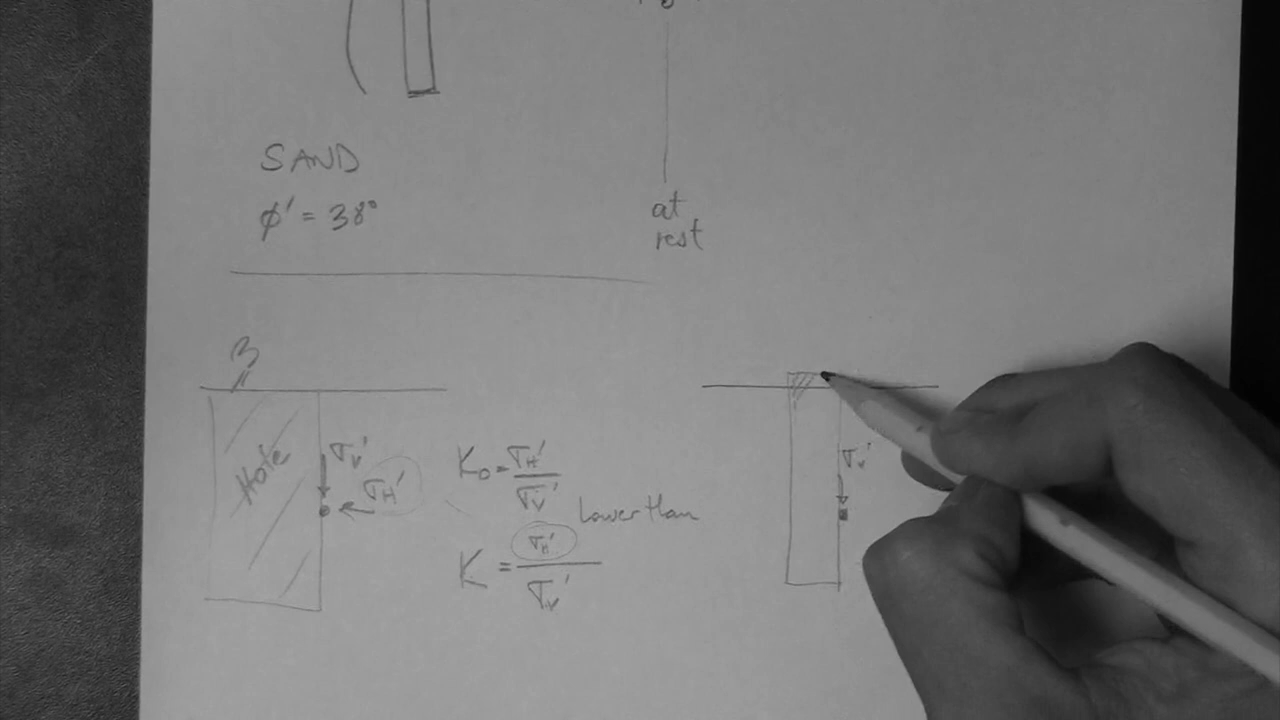 SAND
ϕ' = 38°
at
rest
3
Hole
σv'
σH'
K0 = σH' / σv'
Lower than
K = σH' / σv'
σv'